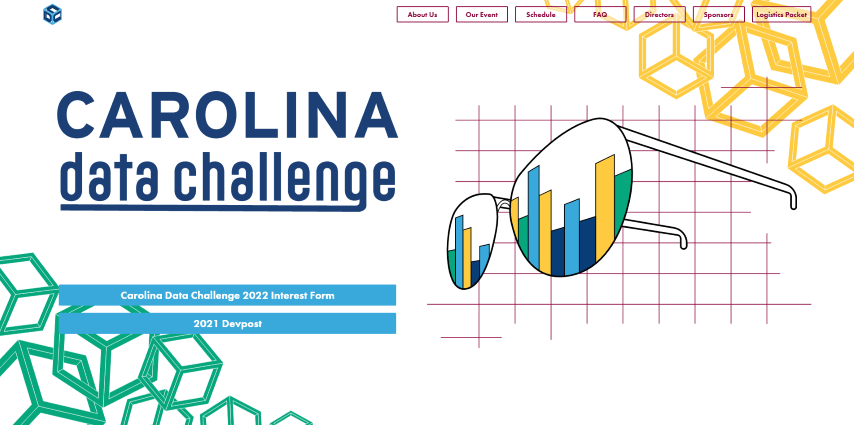 About Us
Our Event
Schedule
FAQ
Directors
Sponsors
Logistics Packet
CAROLINA
data challenge
Carolina Data Challenge 2022 Interest Form
2021 Devpost